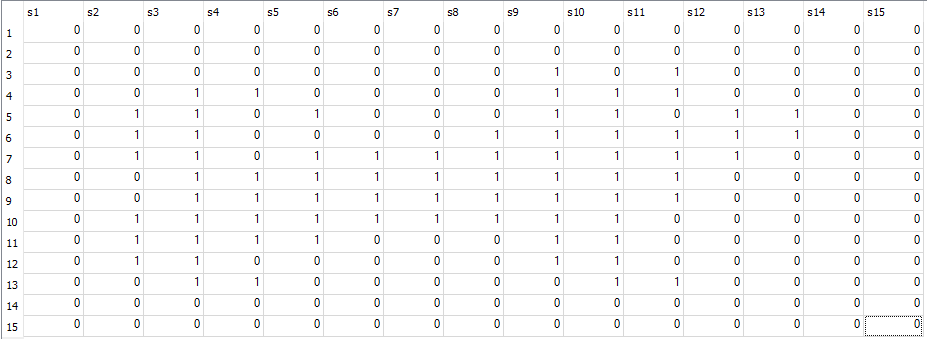 s1 s2 s3 s4 s5 s6 s7 s8 s9 s10 s11 s12 s13 s14 s15
1 0 0 0 0 0 0 0 0 0 0 0 0 0 0 0
2 0 0 0 0 0 0 0 0 0 0 0 0 0 0 0
3 0 0 0 0 0 0 0 0 1 0 1 0 0 0 0
4 0 0 1 1 0 0 0 0 1 1 1 0 0 0 0
5 0 1 1 0 1 0 0 0 1 1 0 1 1 0 0
6 0 1 1 0 0 0 0 1 1 1 1 1 1 0 0
7 0 1 1 0 1 1 1 1 1 1 1 1 0 0 0
8 0 0 1 1 1 1 1 1 1 1 1 0 0 0 0
9 0 0 1 1 1 1 1 1 1 1 1 0 0 0 0
10 0 1 1 1 1 1 1 1 1 1 0 0 0 0 0
11 0 1 1 1 1 0 0 0 1 1 0 0 0 0 0
12 0 1 1 0 0 0 0 0 1 1 0 0 0 0 0
13 0 0 1 1 0 0 0 0 0 1 1 0 0 0 0
14 0 0 0 0 0 0 0 0 0 0 0 0 0 0 0
15 0 0 0 0 0 0 0 0 0 0 0 0 0 0 0